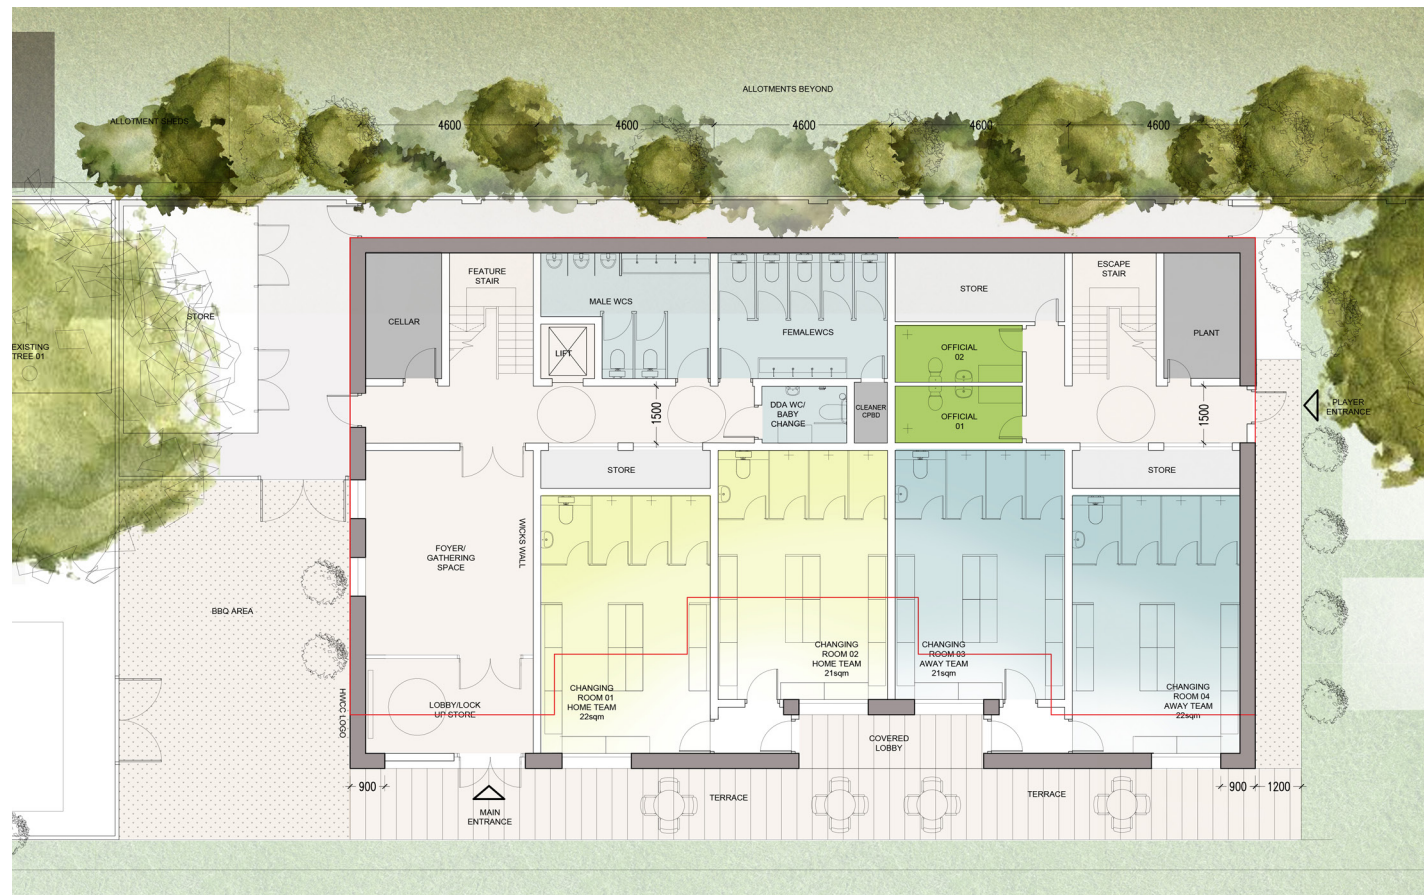 ALLOTMENTS BEYOND
ALLOTMENT SHEDS
4600
4600
4600
4600
4600
FEATURE
STAIR
ESCAPE
STAIR
STORE
MALE WCS
CELLAR
STORE
FEMALEWCS
PLANT
EXISTING
TREE 01
LIFT
OFFICIAL
02
1500
DDA WC/
BABY
CHANGE
CLEANER
CPBD
OFFICIAL
01
1500
PLAYER
ENTRANCE
STORE
STORE
WICKS WALL
FOYER/
GATHERING
SPACE
BBQ AREA
CHANGING
ROOM 02
HOME TEAM
21sqm
CHANGING
ROOM 03
AWAY TEAM
21sqm
CHANGING
ROOM 01
HOME TEAM
22sqm
CHANGING
ROOM 04
AWAY TEAM
22sqm
HWCC LOGO
LOBBY/LOCK
UP STORE
COVERED
LOBBY
900
900
1200
TERRACE
TERRACE
MAIN
ENTRANCE